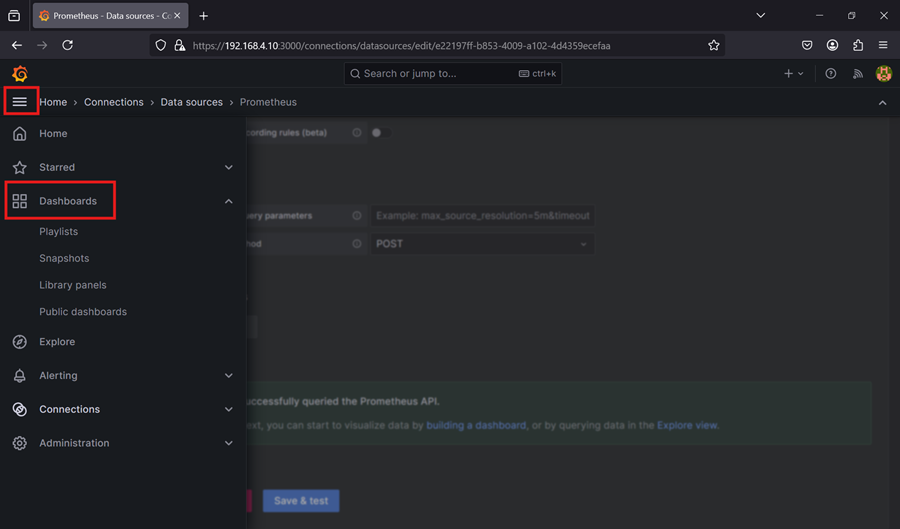 Prometheus - Data sources - Co
https://192.168.4.10:3000/connections/datasources/edit/e22197ff-b853-4009-a102-4d4359ecefaa
Search or jump to... ctrl+k
Home › Connections › Data sources › Prometheus
Home
Starred
Dashboards
Playlists
Snapshots
Library panels
Public dashboards
Explore
Alerting
Connections
Administration
cording rules (beta)
ery parameters
Example: max_source_resolution=5m&timeout
hod
POST
uccessfully queried the Prometheus API.
ext, you can start to visualize data by building a dashboard, or by querying data in the Explore view.
Save & test